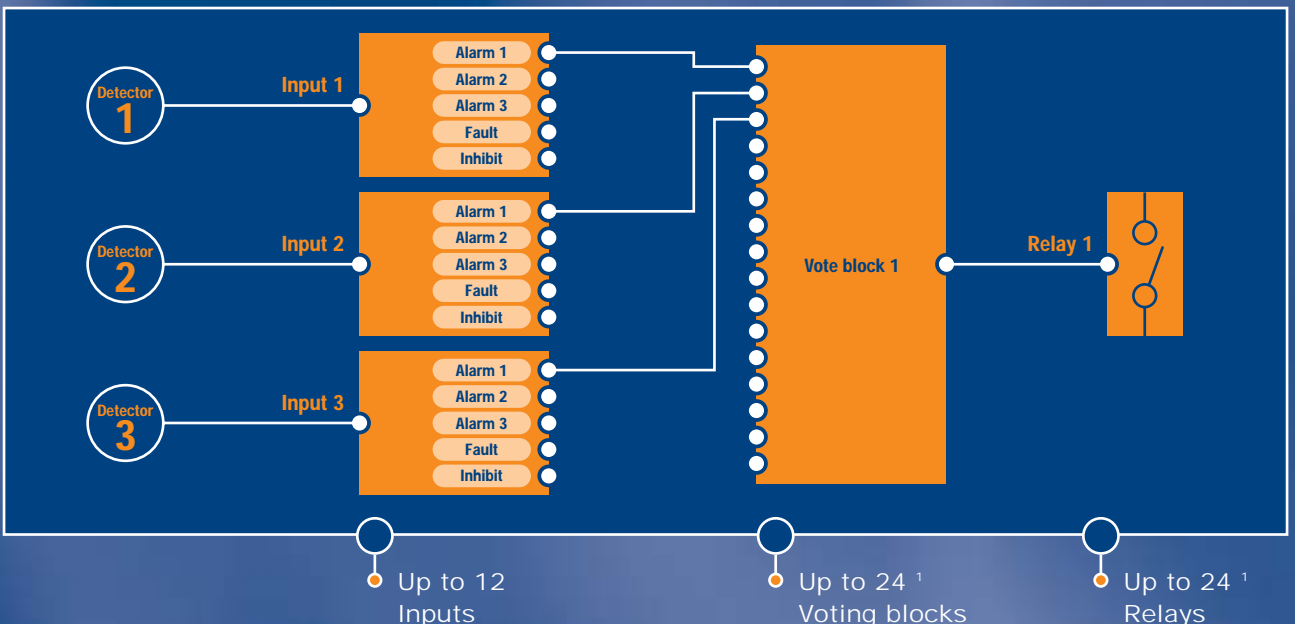 Detector
1
Input 1
Alarm 1
Alarm 2
Alarm 3
Fault
Inhibit
Detector
2
Input 2
Alarm 1
Alarm 2
Alarm 3
Fault
Inhibit
Detector
3
Input 3
Alarm 1
Alarm 2
Alarm 3
Fault
Inhibit
Vote block 1
Relay 1
Up to 12
Inputs
Up to 24 ¹
Voting blocks
Up to 24 ¹
Relays